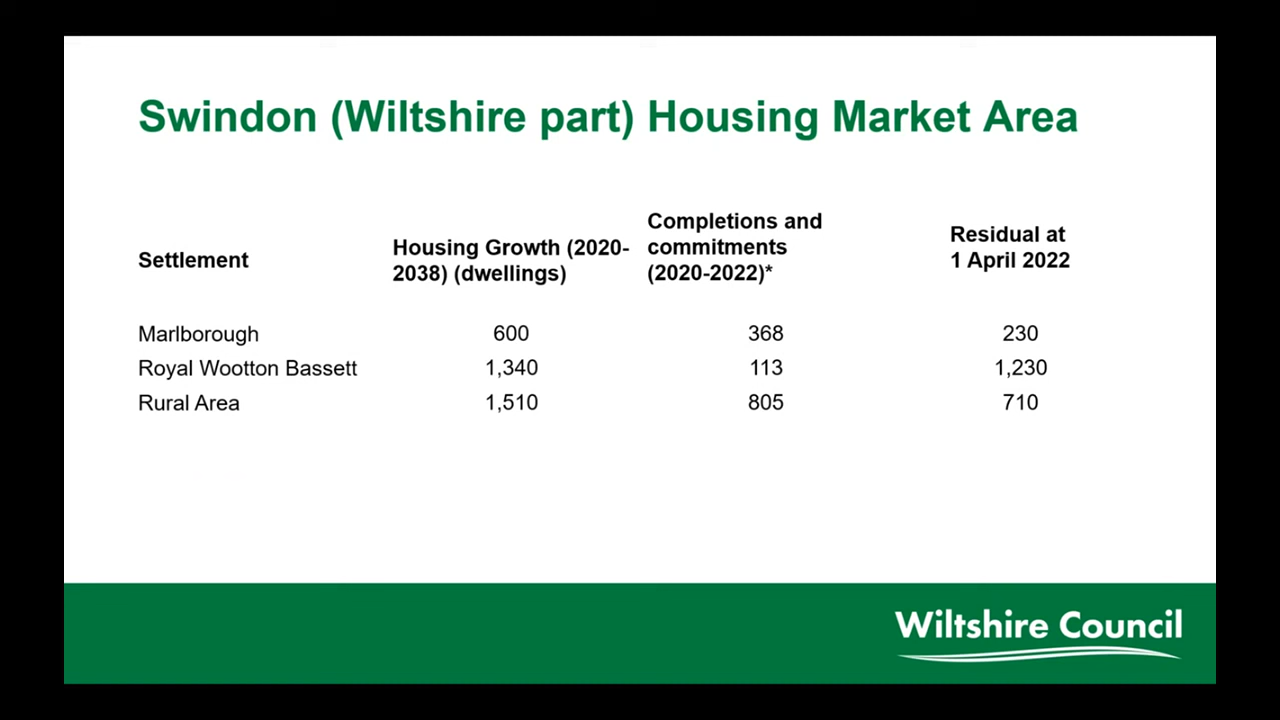 Swindon (Wiltshire part) Housing Market Area
Settlement
Housing Growth (2020-
2038) (dwellings)
Completions and
commitments
(2020-2022)*
Residual at
1 April 2022
Marlborough 600 368 230
Royal Wootton Bassett 1,340 113 1,230
Rural Area 1,510 805 710
Wiltshire Council